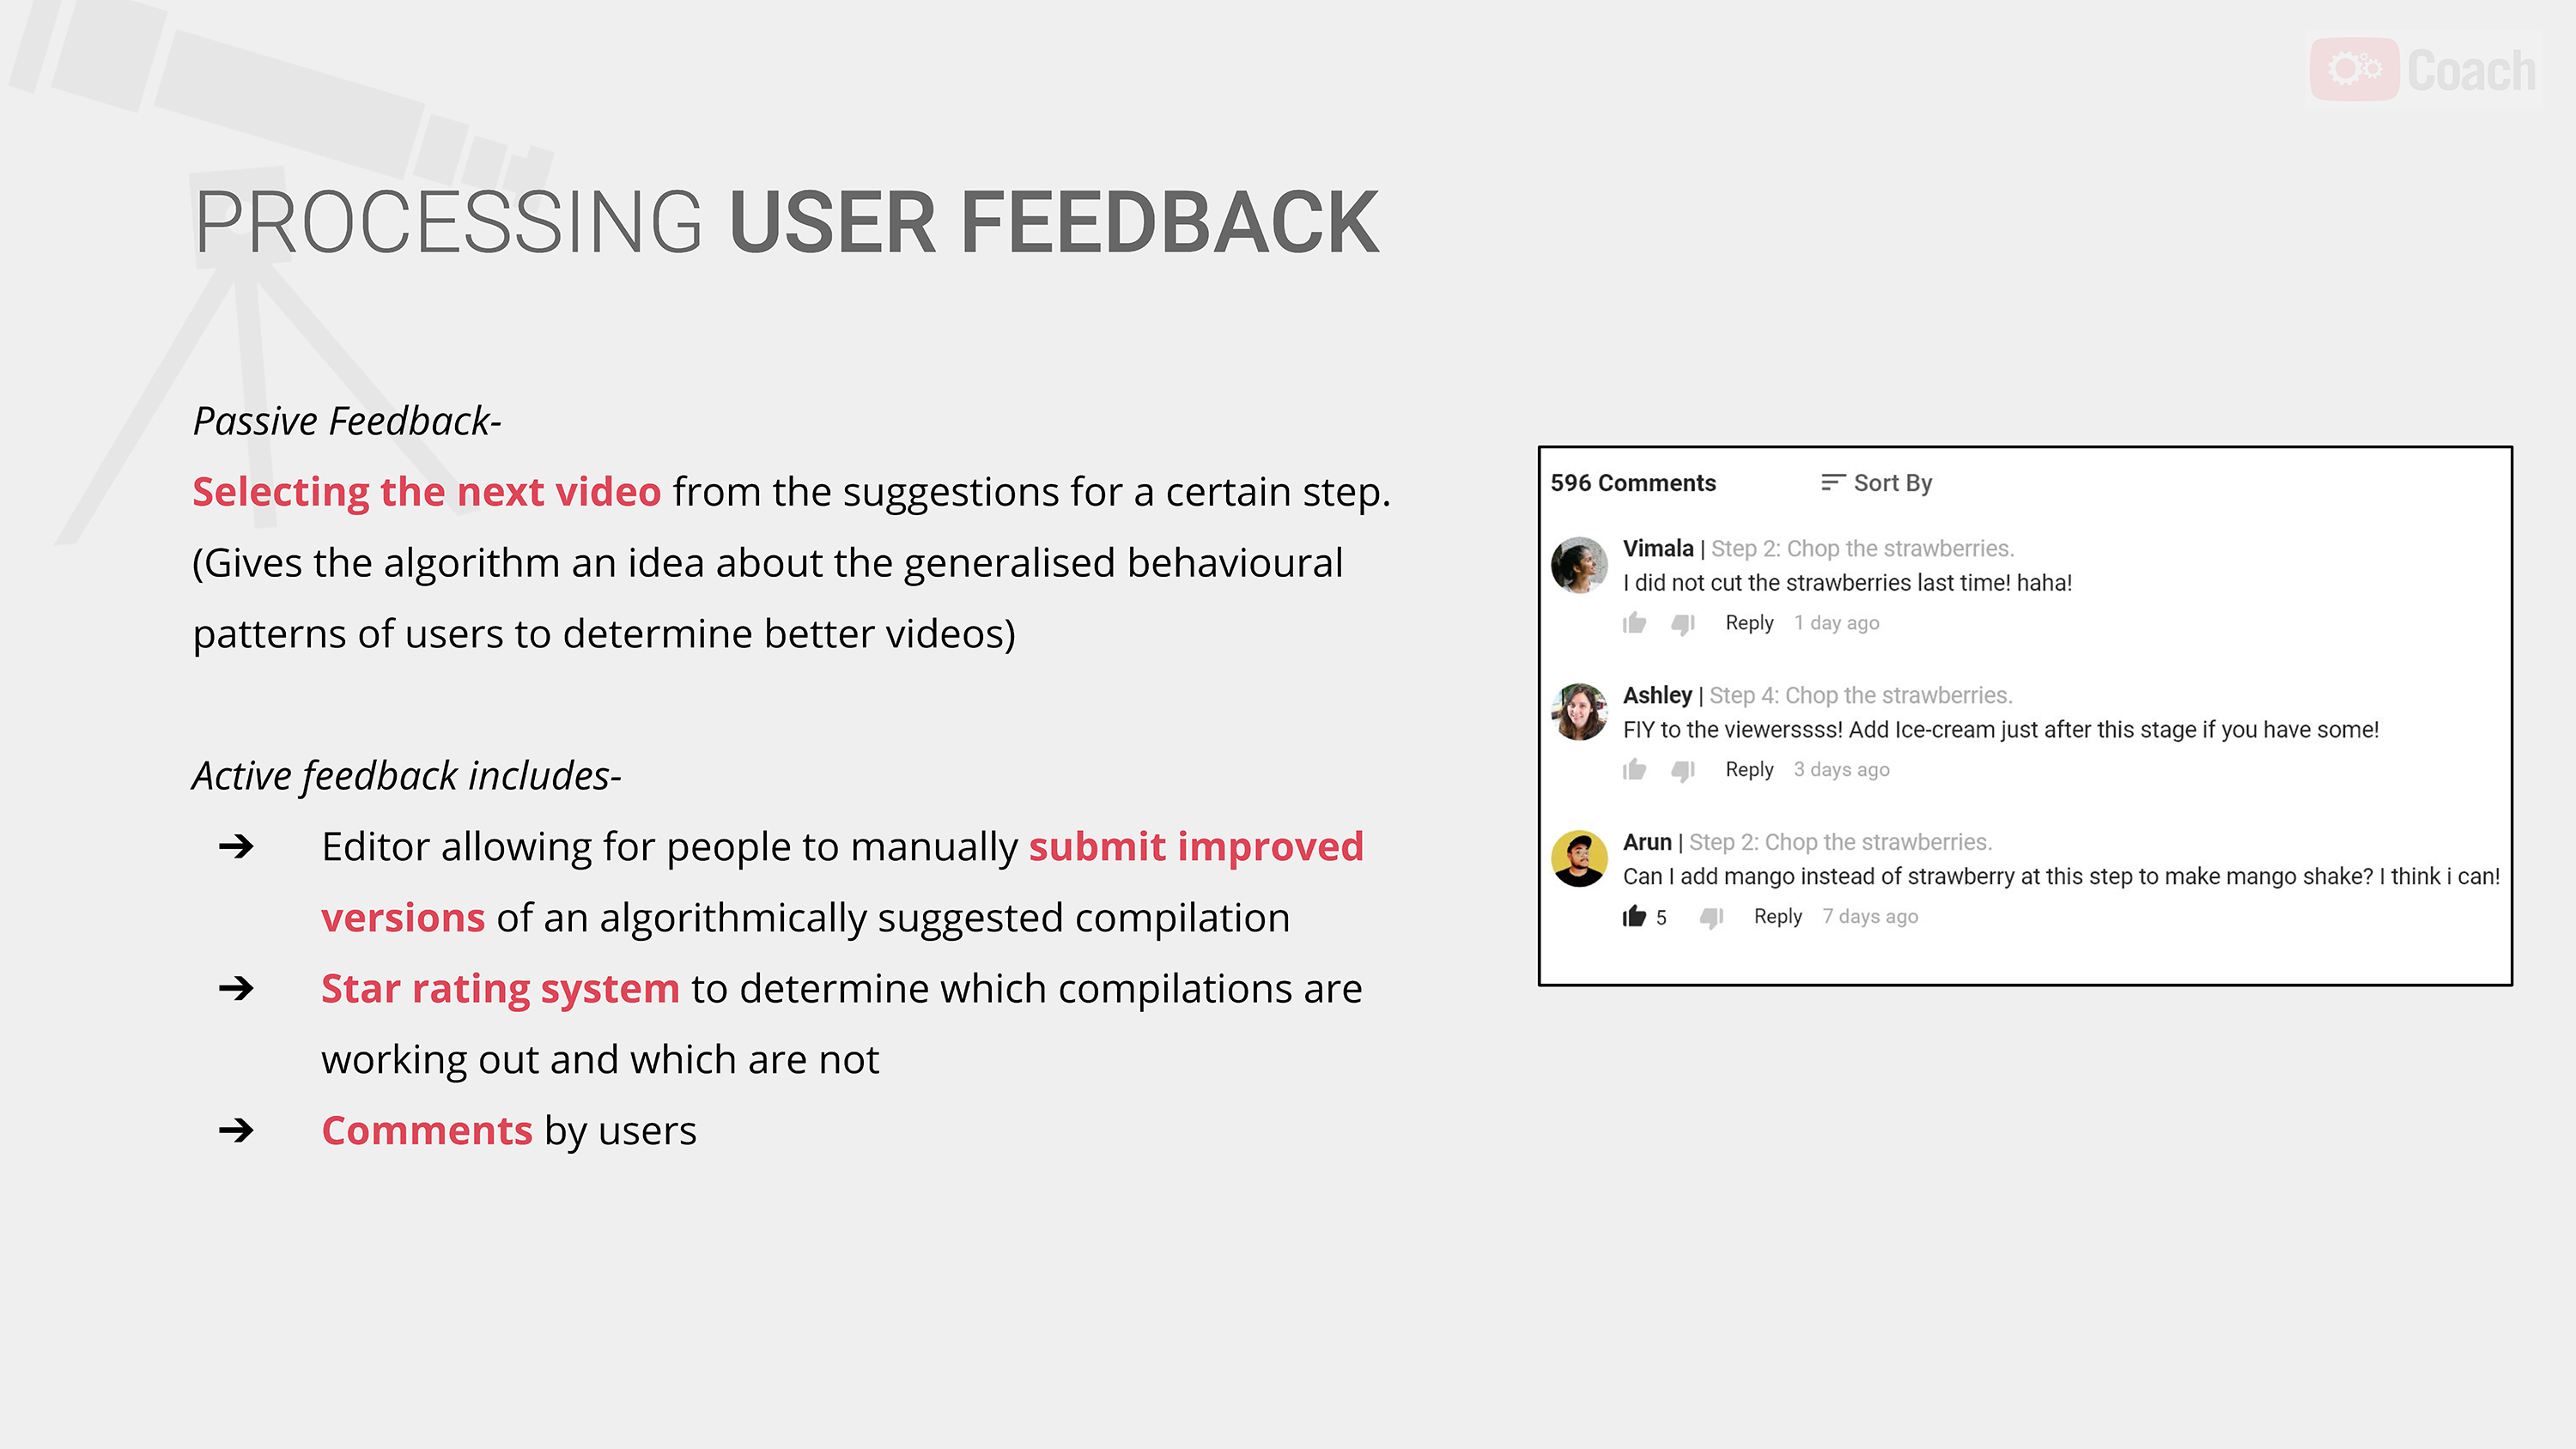 Coach
PROCESSING USER FEEDBACK
Passive Feedback-
Selecting the next video from the suggestions for a certain step.
(Gives the algorithm an idea about the generalised behavioural
patterns of users to determine better videos)
Active feedback includes-
➔ Editor allowing for people to manually submit improved
versions of an algorithmically suggested compilation
➔ Star rating system to determine which compilations are
working out and which are not
➔ Comments by users
596 Comments Sort By
Vimala | Step 2: Chop the strawberries.
I did not cut the strawberries last time! haha!
Reply 1 day ago
Ashley | Step 4: Chop the strawberries.
FIY to the viewerssss! Add Ice-cream just after this stage if you have some!
Reply 3 days ago
Arun | Step 2: Chop the strawberries.
Can I add mango instead of strawberry at this step to make mango shake? I think i can!
5 Reply 7 days ago